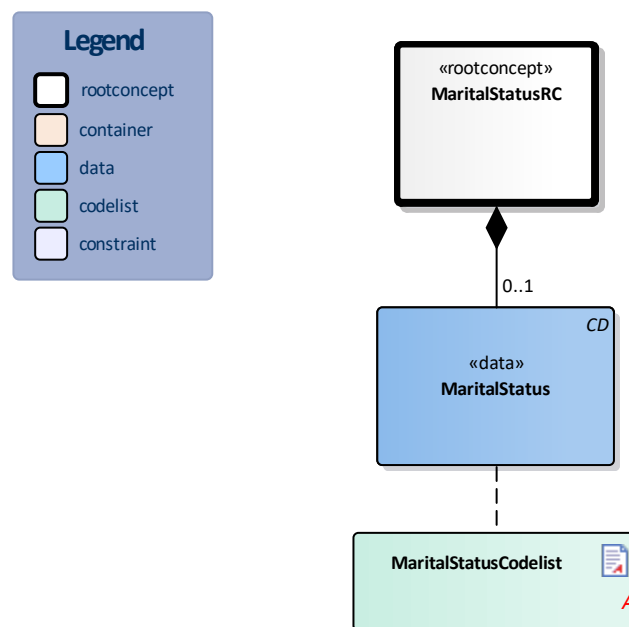 Legend
rootconcept
container
data
codelist
constraint
«rootconcept»
MaritalStatusRC
0..1
CD
«data»
MaritalStatus
MaritalStatusCodelist
A